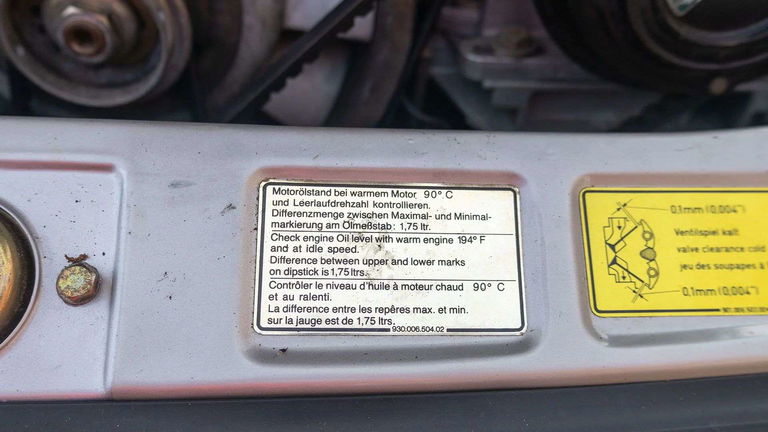 Motorölstand bei warmem Motor 90° C
und Leerlaufdrehzahl kontrollieren.
Differenzmenge zwischen Maximal- und Minimal-
markierung am Ölmeßstab: 1,75 ltr.
Check engine Oil level with warm engine 194° F
and at idle speed.
Difference between upper and lower marks
on dipstick is 1,75 ltrs.
Contrôler le niveau d'huile à moteur chaud 90° C
et au ralenti.
La difference entre les repères max. et min.
sur la jauge est de 1,75 ltrs.
930.006.504.02
0,1mm (0,004")
Ventilspiel kalt
valve clearance cold
jeu des soupapes à
0,1mm (0,004")